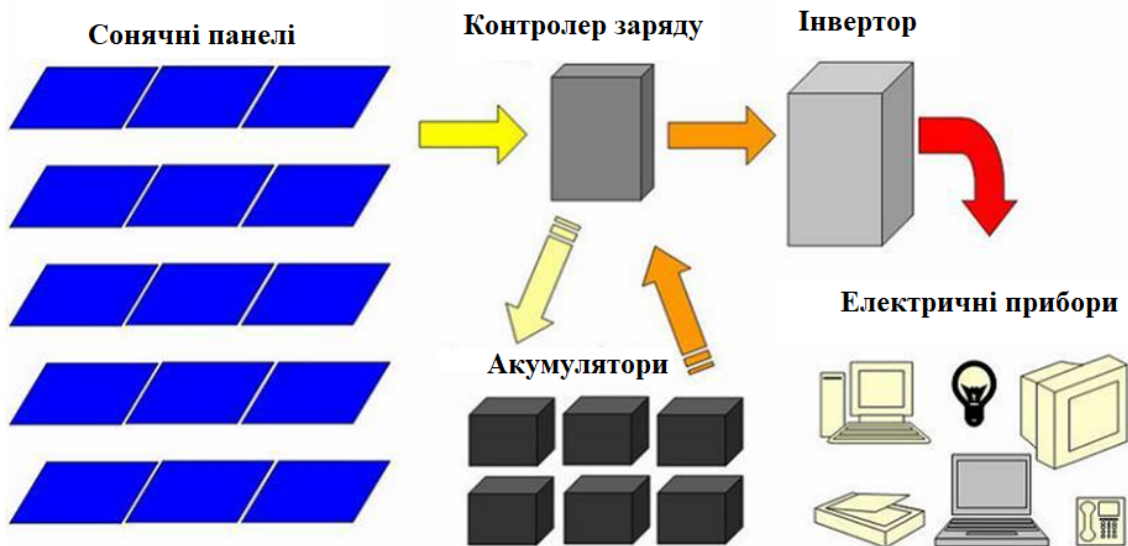 Сонячні панелі
Контролер заряду
Інвертор
Електричні прибори
Акумулятори